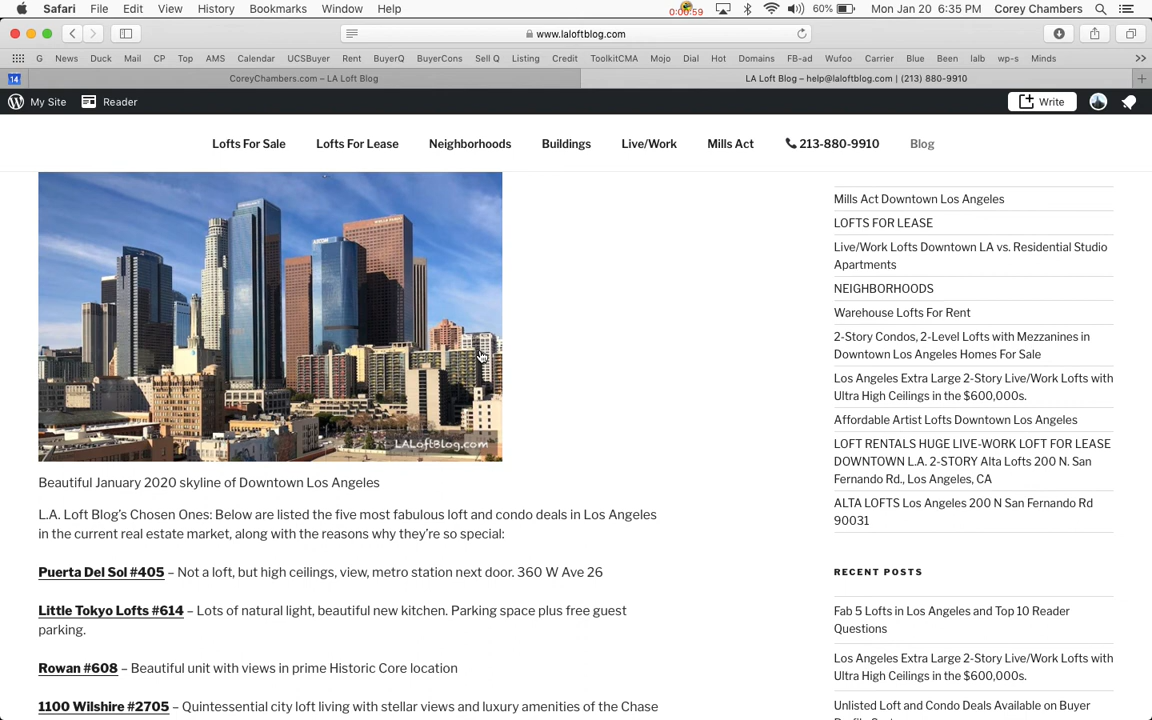 Safari File Edit View History Bookmarks Window Help 0:00:59 60% Mon Jan 20 6:35 PM Corey Chambers
www.laloftblog.com
G News Duck Mail CP Top AMS Calendar UCSBuyer Rent BuyerQ BuyerCons Sell Q Listing Credit ToolkitCMA Mojo Dial Hot Domains FB-ad Wufoo Carrier Blue Been lalb wp-s Minds
14 CoreyChambers.com – LA Loft Blog LA Loft Blog – help@laloftblog.com | (213) 880-9910
My Site Reader Write
Lofts For Sale Lofts For Lease Neighborhoods Buildings Live/Work Mills Act 213-880-9910 Blog
LALoftBlog.com
Beautiful January 2020 skyline of Downtown Los Angeles
L.A. Loft Blog's Chosen Ones: Below are listed the five most fabulous loft and condo deals in Los Angeles
in the current real estate market, along with the reasons why they're so special:
Puerta Del Sol #405 – Not a loft, but high ceilings, view, metro station next door. 360 W Ave 26
Little Tokyo Lofts #614 – Lots of natural light, beautiful new kitchen. Parking space plus free guest
parking.
Rowan #608 – Beautiful unit with views in prime Historic Core location
1100 Wilshire #2705 – Quintessential city loft living with stellar views and luxury amenities of the Chase
Mills Act Downtown Los Angeles
LOFTS FOR LEASE
Live/Work Lofts Downtown LA vs. Residential Studio
Apartments
NEIGHBORHOODS
Warehouse Lofts For Rent
2-Story Condos, 2-Level Lofts with Mezzanines in
Downtown Los Angeles Homes For Sale
Los Angeles Extra Large 2-Story Live/Work Lofts with
Ultra High Ceilings in the $600,000s.
Affordable Artist Lofts Downtown Los Angeles
LOFT RENTALS HUGE LIVE-WORK LOFT FOR LEASE
DOWNTOWN L.A. 2-STORY Alta Lofts 200 N. San
Fernando Rd., Los Angeles, CA
ALTA LOFTS Los Angeles 200 N San Fernando Rd
90031
RECENT POSTS
Fab 5 Lofts in Los Angeles and Top 10 Reader
Questions
Los Angeles Extra Large 2-Story Live/Work Lofts with
Ultra High Ceilings in the $600,000s.
Unlisted Loft and Condo Deals Available on Buyer